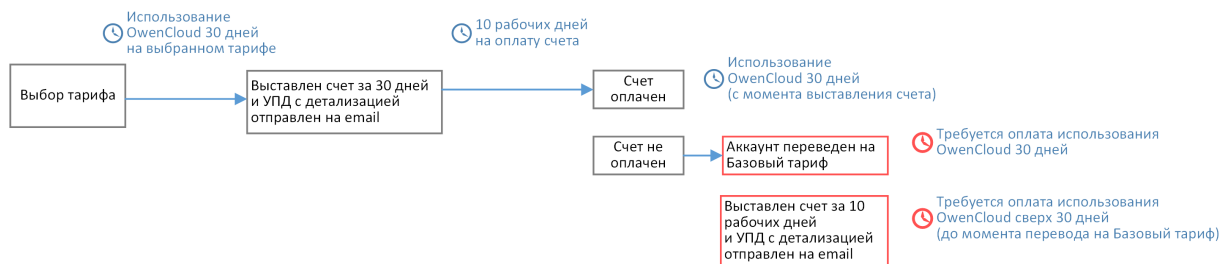 Использование
OwenCloud 30 дней
на выбранном тарифе
10 рабочих дней
на оплату счета
Выбор тарифа
Выставлен счет за 30 дней
и УПД с детализацией
отправлен на email
Счет
оплачен
Использование
OwenCloud 30 дней
(с момента выставления счета)
Счет не
оплачен
Аккаунт переведен на
Базовый тариф
Требуется оплата использования
OwenCloud 30 дней
Выставлен счет за 10
рабочих дней
и УПД с детализацией
отправлен на email
Требуется оплата использования
OwenCloud сверх 30 дней
(до момента перевода на Базовый тариф)